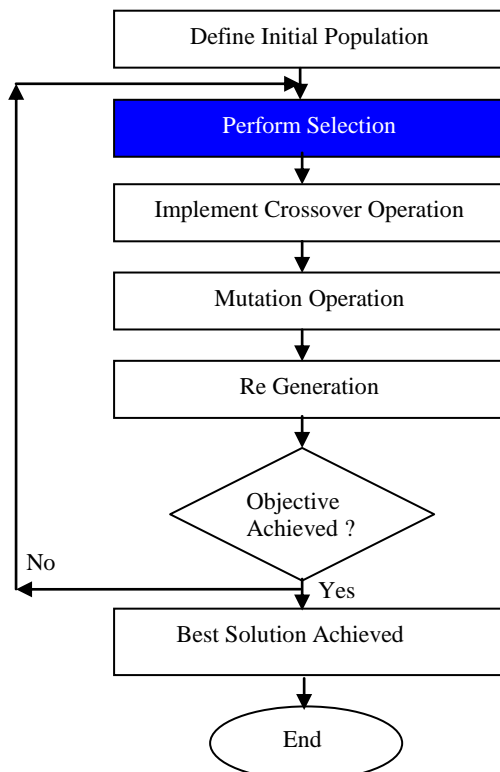 Define Initial Population
Perform Selection
Implement Crossover Operation
Mutation Operation
Re Generation
Objective
Achieved ?
No
Yes
Best Solution Achieved
End